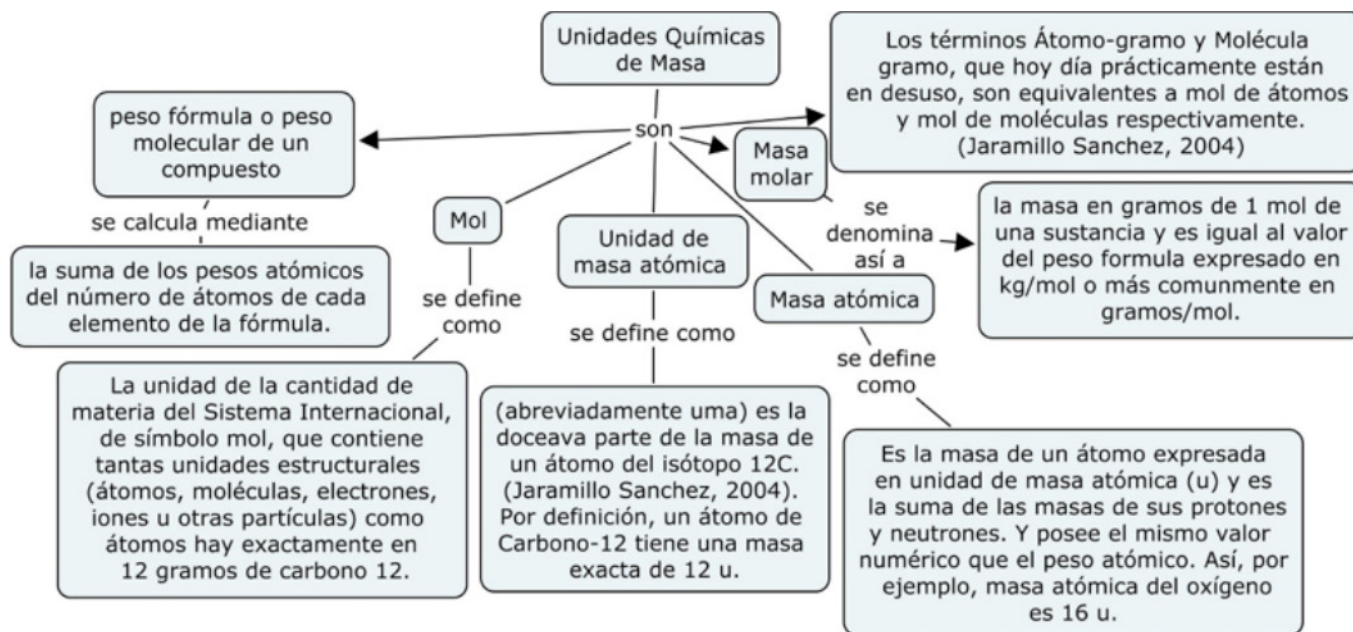 Unidades Químicas
de Masa
son
peso fórmula o peso
molecular de un
compuesto
se calcula mediante
la suma de los pesos atómicos
del número de átomos de cada
elemento de la fórmula.
Mol
se define
como
La unidad de la cantidad de
materia del Sistema Internacional,
de símbolo mol, que contiene
tantas unidades estructurales
(átomos, moléculas, electrones,
iones u otras partículas) como
átomos hay exactamente en
12 gramos de carbono 12.
Unidad de
masa atómica
se define como
(abreviadamente uma) es la
doceava parte de la masa de
un átomo del isótopo 12C.
(Jaramillo Sanchez, 2004).
Por definición, un átomo de
Carbono-12 tiene una masa
exacta de 12 u.
Masa atómica
se define
como
Es la masa de un átomo expresada
en unidad de masa atómica (u) y es
la suma de las masas de sus protones
y neutrones. Y posee el mismo valor
numérico que el peso atómico. Así, por
ejemplo, masa atómica del oxígeno
es 16 u.
Masa
molar
se
denomina
así a
la masa en gramos de 1 mol de
una sustancia y es igual al valor
del peso formula expresado en
kg/mol o más comunmente en
gramos/mol.
Los términos Átomo-gramo y Molécula
gramo, que hoy día prácticamente están
en desuso, son equivalentes a mol de átomos
y mol de moléculas respectivamente.
(Jaramillo Sanchez, 2004)